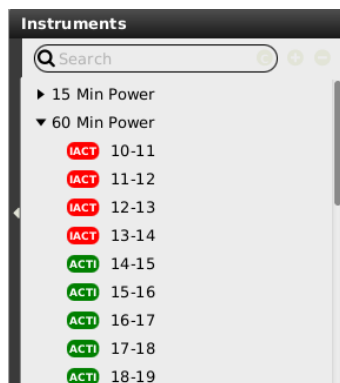 Instruments
Search
15 Min Power
60 Min Power
IACT 10-11
IACT 11-12
IACT 12-13
IACT 13-14
ACTI 14-15
ACTI 15-16
ACTI 16-17
ACTI 17-18
ACTI 18-19